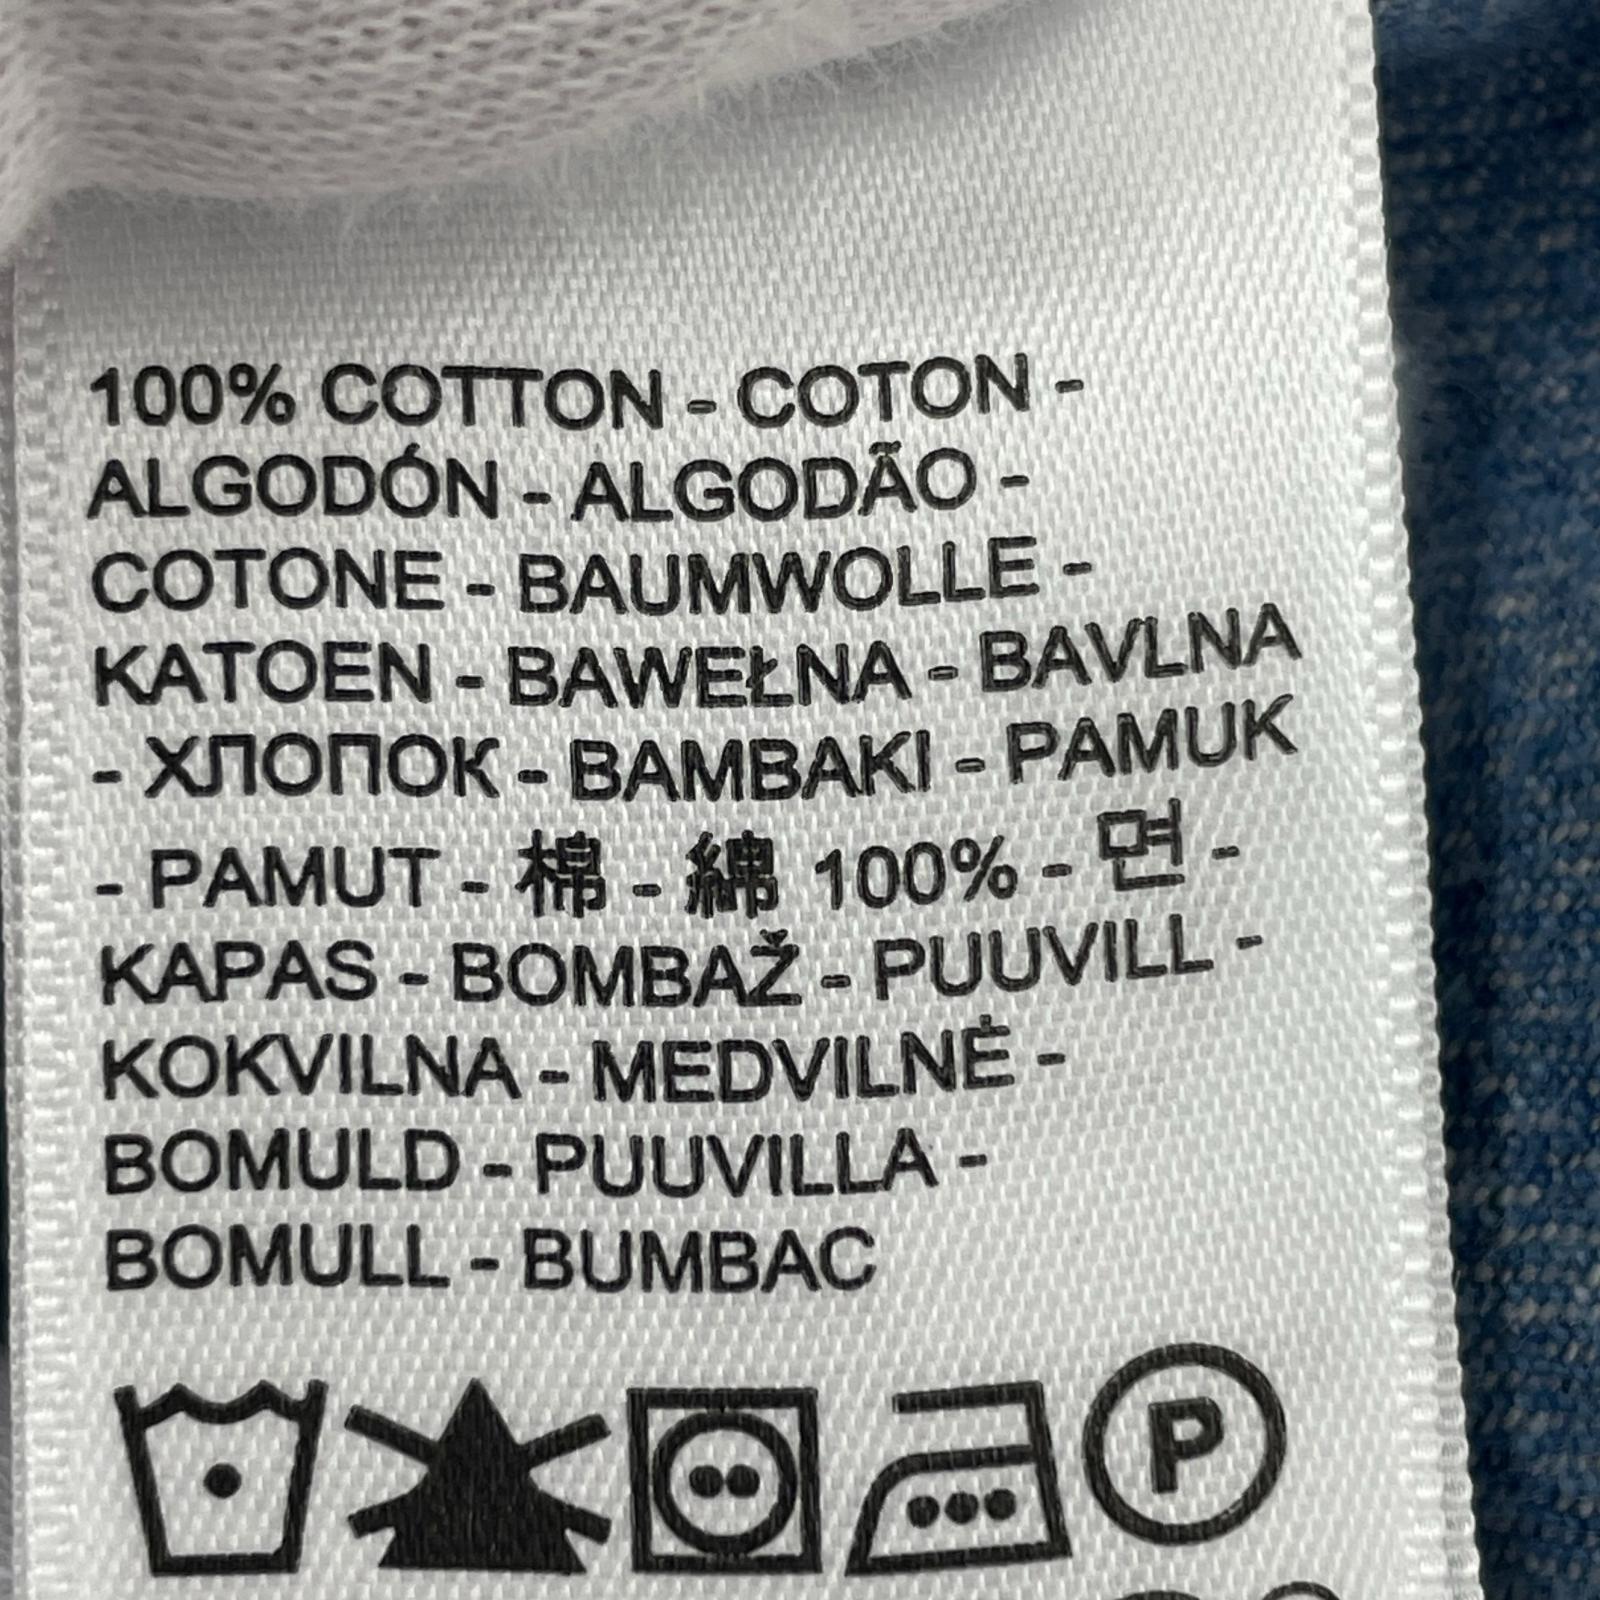 100% COTTON - COTON -
ALGODÓN - ALGODÃO -
COTONE - BAUMWOLLE -
KATOEN - BAWEŁNA - BAVLNA
- ХЛОПОК - BAMBAKI - PAMUK
- PAMUT - 棉 - 綿 100% - 면 -
KAPAS - BOMBAŽ - PUUVILL -
KOKVILNA - MEDVILNĖ -
BOMULD - PUUVILLA -
BOMULL - BUMBAC
P